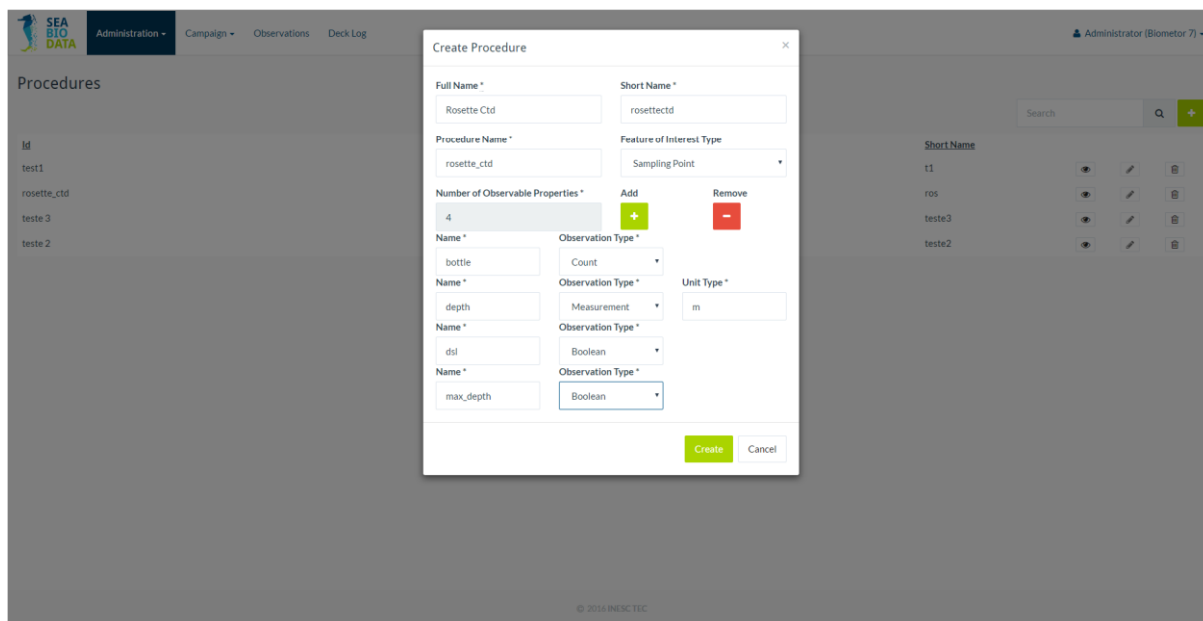 SEA
BIO
DATA
Administration Campaign Observations Deck Log Administrator (Biometor 7)
Procedures
Search
Id Short Name
test1 t1
rosette_ctd ros
teste 3 teste3
teste 2 teste2
Create Procedure ×
Full Name * Short Name *
Rosette Ctd rosettectd
Procedure Name * Feature of Interest Type
rosette_ctd Sampling Point
Number of Observable Properties * Add Remove
4 + −
Name * Observation Type *
bottle Count
Name * Observation Type * Unit Type *
depth Measurement m
Name * Observation Type *
dsl Boolean
Name * Observation Type *
max_depth Boolean
Create Cancel
© 2016 INESC TEC